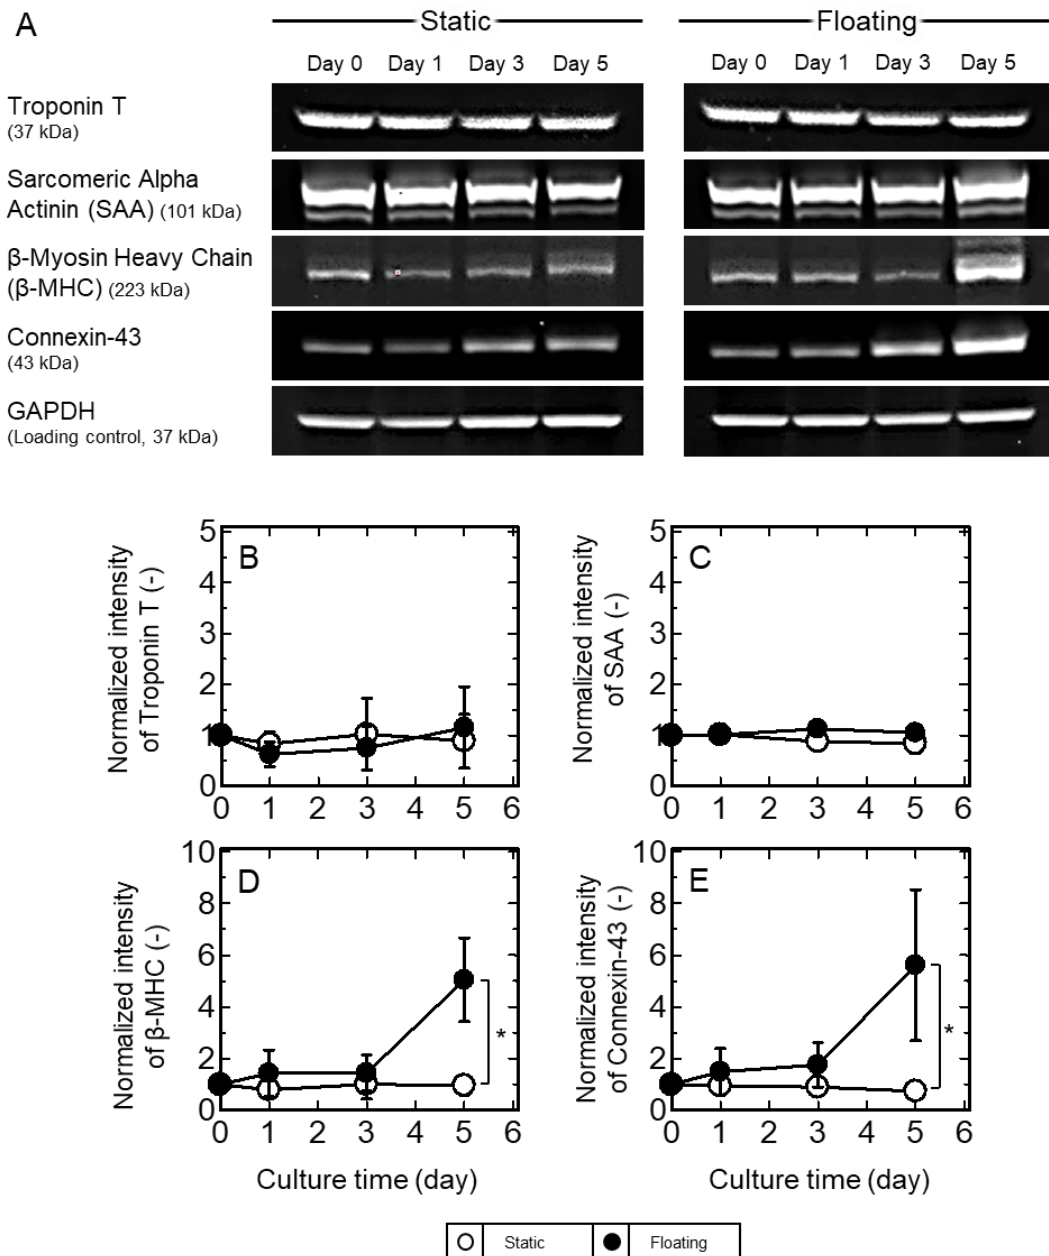 A
Static
Floating
Day 0 Day 1 Day 3 Day 5
Day 0 Day 1 Day 3 Day 5
Troponin T
(37 kDa)
Sarcomeric Alpha
Actinin (SAA) (101 kDa)
β-Myosin Heavy Chain
(β-MHC) (223 kDa)
Connexin-43
(43 kDa)
GAPDH
(Loading control, 37 kDa)
B
Normalized intensity
of Troponin T (-)
5
4
3
2
1
0
0 1 2 3 4 5 6
C
Normalized intensity
of SAA (-)
5
4
3
2
1
0
0 1 2 3 4 5 6
D
Normalized intensity
of β-MHC (-)
10
8
6
4
2
0
*
0 1 2 3 4 5 6
Culture time (day)
E
Normalized intensity
of Connexin-43 (-)
10
8
6
4
2
0
*
0 1 2 3 4 5 6
Culture time (day)
Static Floating